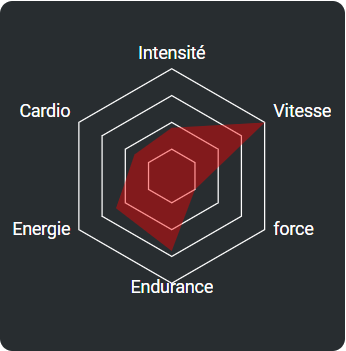 Intensité
Cardio
Vitesse
Energie
force
Endurance